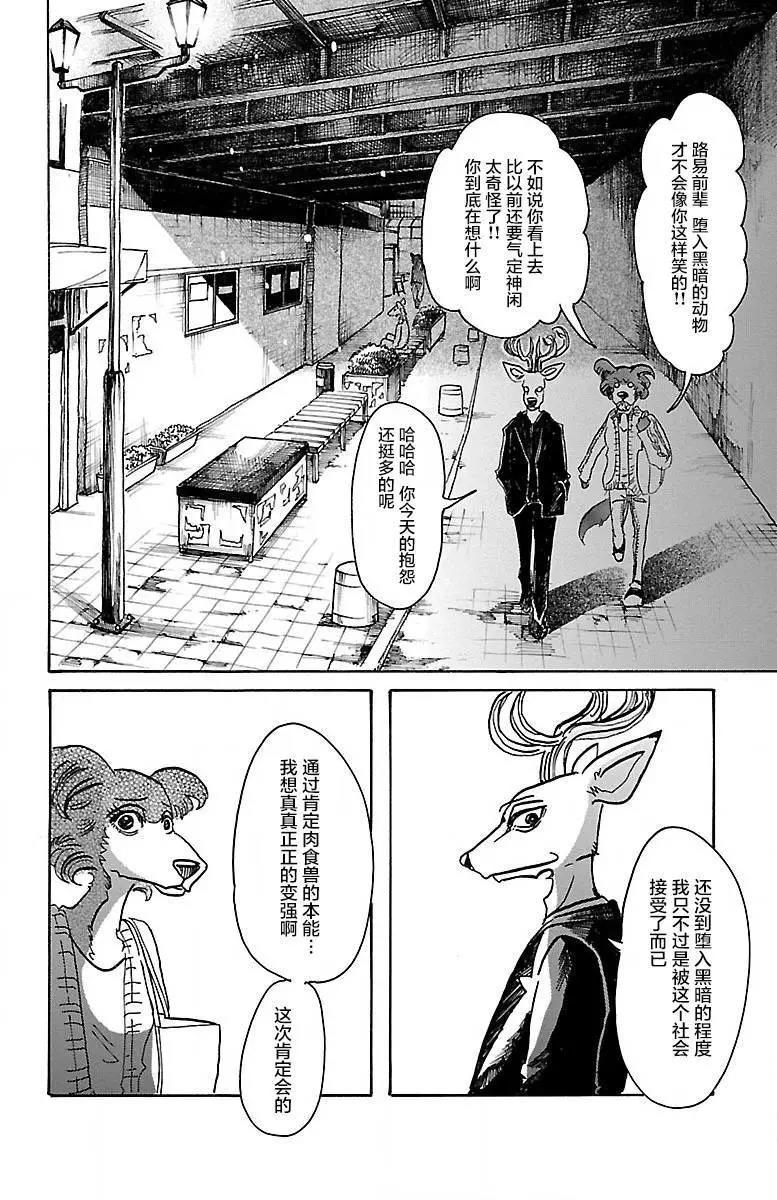 路易前辈 堕入黑暗的动物
才不会像你这样笑的!!
不如说你看上去
比以前还要气定神闲
太奇怪了!!
你到底在想什么啊
哈哈哈 你今天的抱怨
还挺多的呢
还没到堕入黑暗的程度
我只不过是被这个社会
接受了而已
通过肯定肉食兽的本能…
我想真真正正的变强啊
这次肯定会的